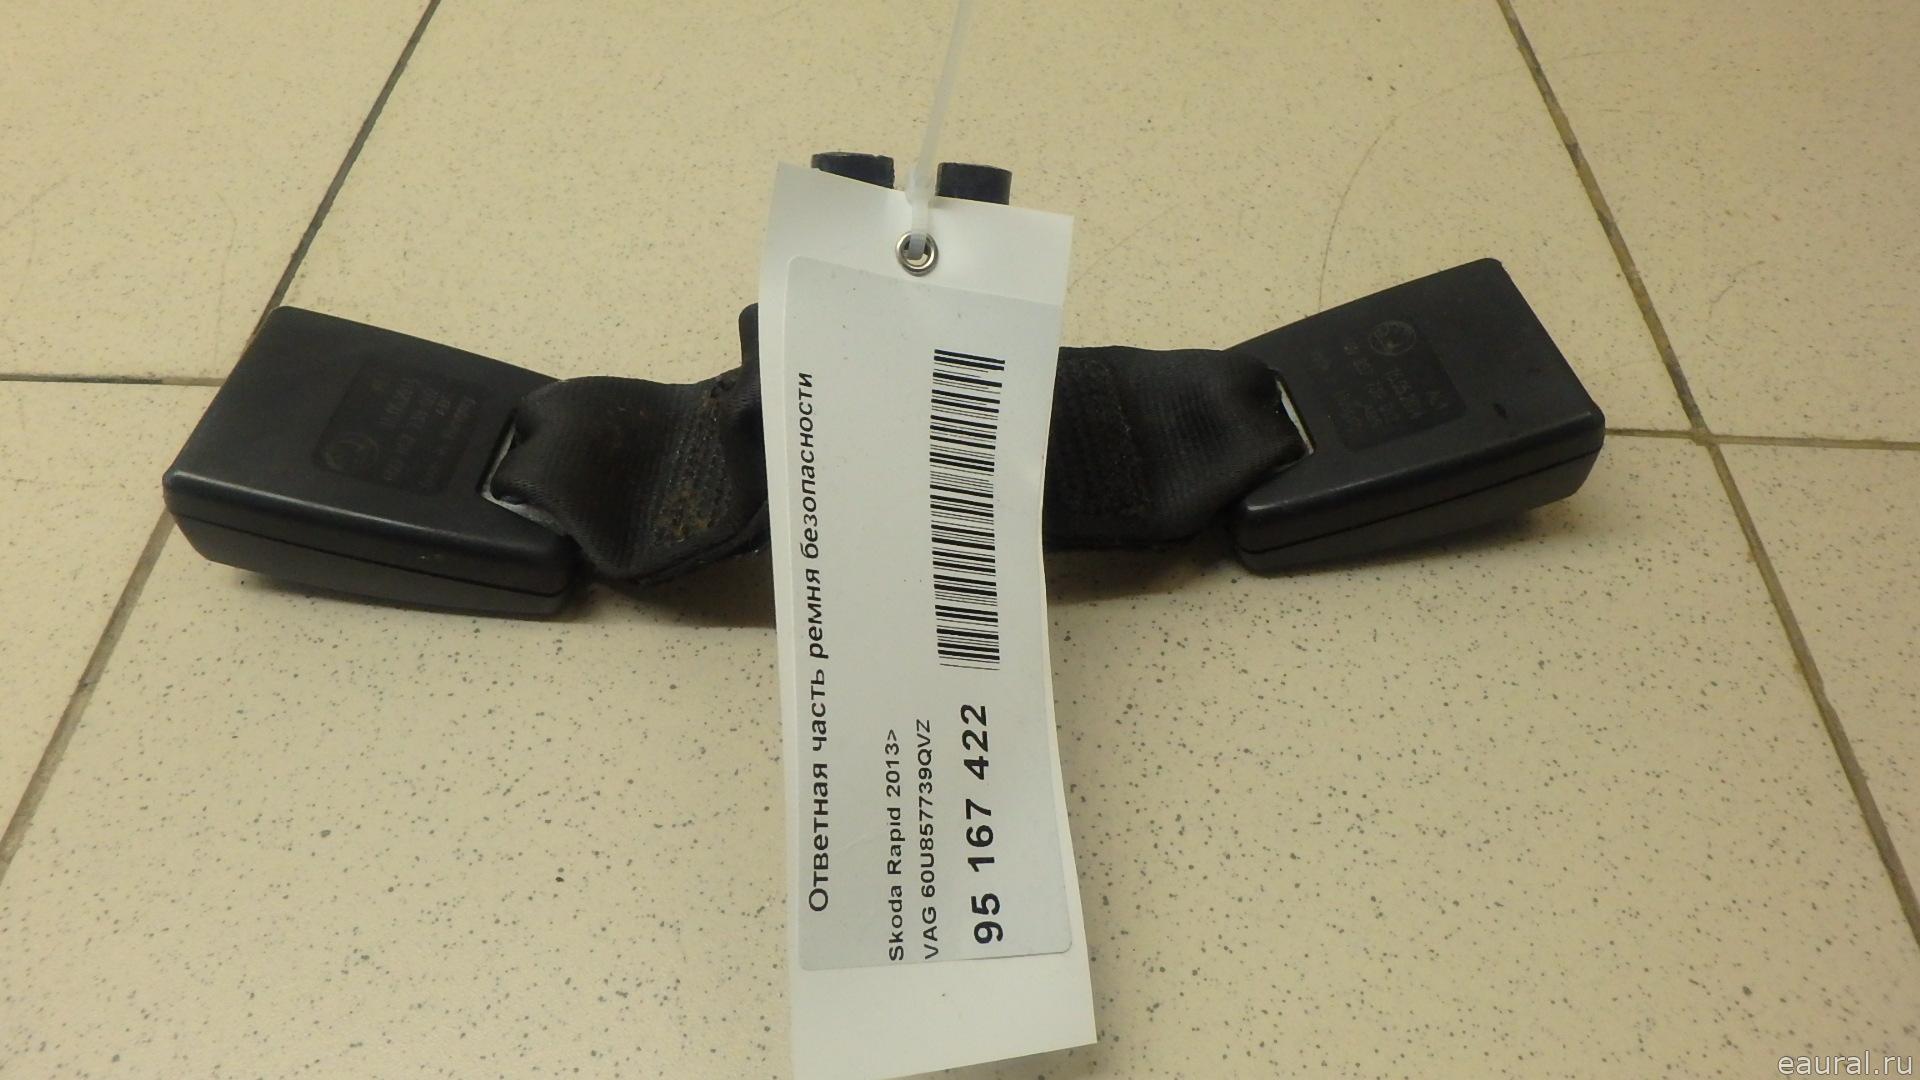 Ответная часть ремня безопасности
Skoda Rapid 2013>
VAG 60U857739QVZ
95 167 422
eaural.ru